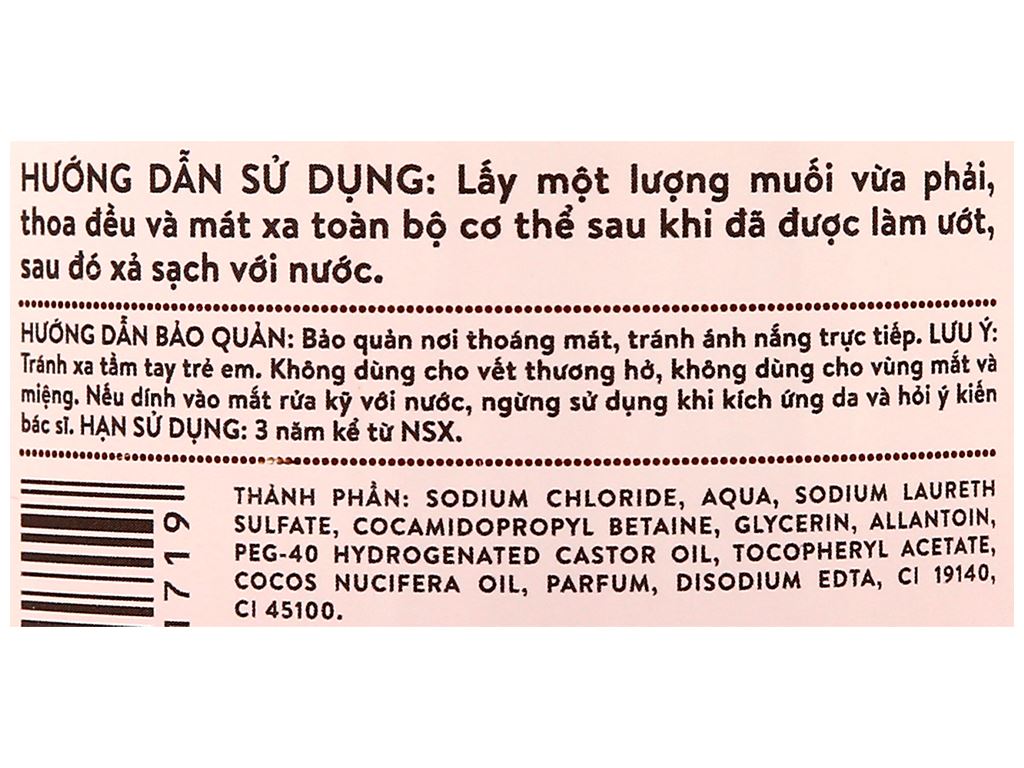 HƯỚNG DẪN SỬ DỤNG: Lấy một lượng muối vừa phải,
thoa đều và mát xa toàn bộ cơ thể sau khi đã được làm ướt,
sau đó xả sạch với nước.
HƯỚNG DẪN BẢO QUẢN: Bảo quản nơi thoáng mát, tránh ánh nắng trực tiếp. LƯU Ý:
Tránh xa tầm tay trẻ em. Không dùng cho vết thương hở, không dùng cho vùng mắt và
miệng. Nếu dính vào mắt rửa kỹ với nước, ngừng sử dụng khi kích ứng da và hỏi ý kiến
bác sĩ. HẠN SỬ DỤNG: 3 năm kể từ NSX.
THÀNH PHẦN: SODIUM CHLORIDE, AQUA, SODIUM LAURETH
SULFATE, COCAMIDOPROPYL BETAINE, GLYCERIN, ALLANTOIN,
PEG-40 HYDROGENATED CASTOR OIL, TOCOPHERYL ACETATE,
COCOS NUCIFERA OIL, PARFUM, DISODIUM EDTA, CI 19140,
CI 45100.
1719